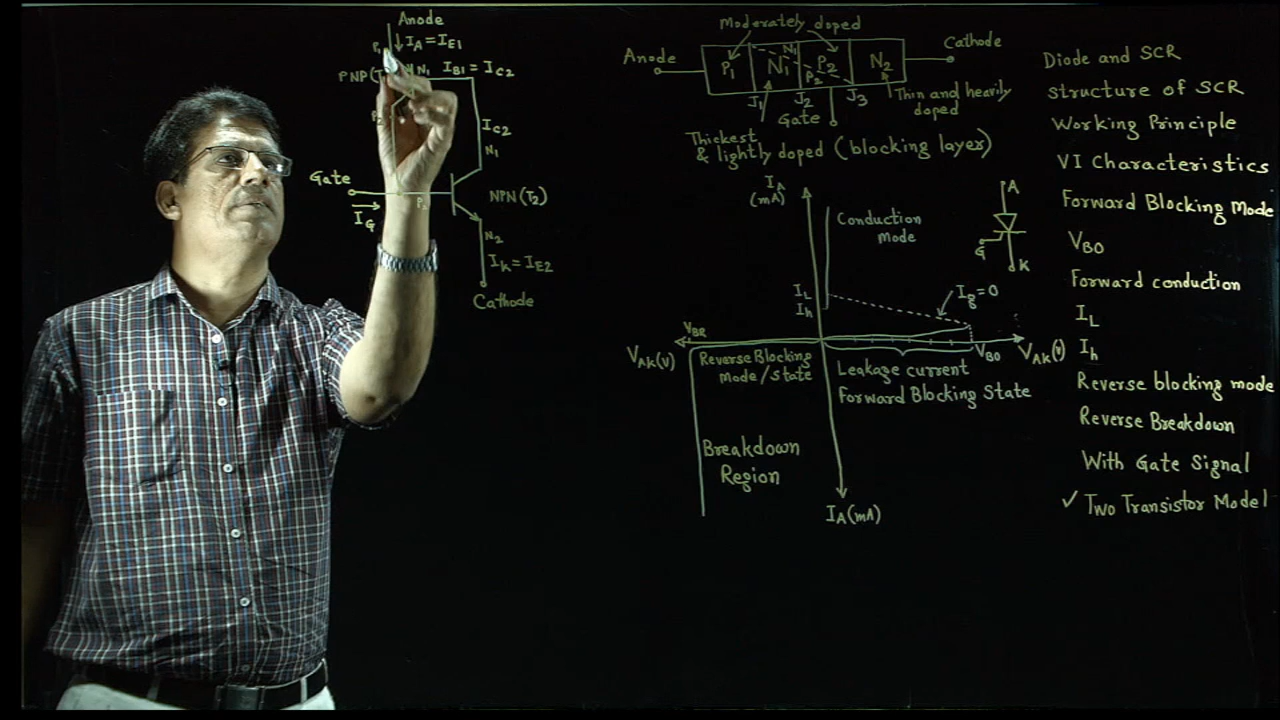 Anode
I_A = I_E1
P1
PNP(
N1
I_B1 = I_C2
I_C2
N1
Gate
I_G
NPN(T2)
N2
I_k = I_E2
Cathode
Moderately doped
Anode
P1
N1
N1
P2
P2
N2
Cathode
J1
J2
J3
Gate
Thin and heavily
doped
Thickest
& lightly doped (blocking layer)
I_A
(mA)
Conduction
mode
A
G
K
I_L
I_h
I_g=0
V_BR
V_Ak(v)
V_BO
V_Ak(v)
Reverse Blocking
mode/state
Leakage current
Forward Blocking State
Breakdown
Region
I_A(mA)
Diode and SCR
structure of SCR
Working Principle
VI Characteristics
Forward Blocking Mode
V_BO
Forward conduction
I_L
I_h
Reverse blocking mode
Reverse Breakdown
With Gate Signal
✓ Two Transistor Model